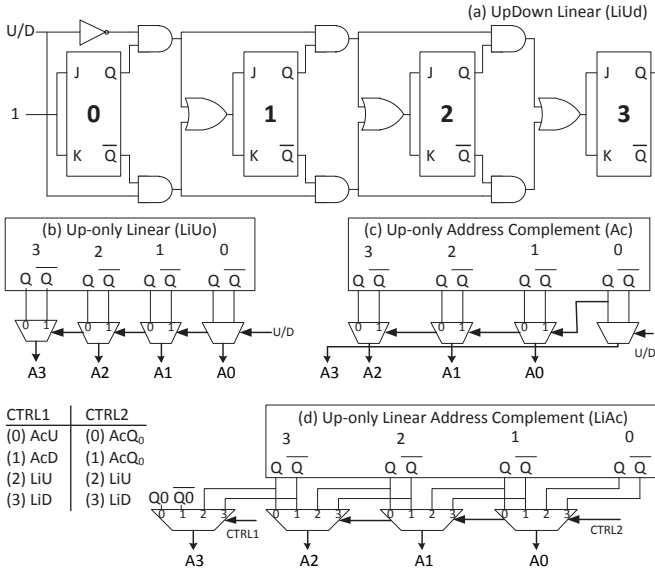 (a) UpDown Linear (LiUd)
U/D
J Q J Q J Q J Q
1 0 1 2 3
K Q K Q K Q K Q
(b) Up-only Linear (LiUo)
3 2 1 0
Q Q Q Q Q Q Q Q
0 1 0 1 0 1
U/D
A3 A2 A1 A0
(c) Up-only Address Complement (Ac)
3 2 1 0
Q Q Q Q Q Q Q Q
0 1 0 1 0 1
U/D
A3 A2 A1 A0
CTRL1 CTRL2
(0) AcU (0) AcQ0
(1) AcD (1) AcQ0
(2) LiU (2) LiU
(3) LiD (3) LiD
(d) Up-only Linear Address Complement (LiAc)
3 2 1 0
Q Q Q Q Q Q Q Q
Q0 Q0
0 1 2 3 0 1 2 3 0 1 2 3 0 1 2 3
CTRL1 CTRL2
A3 A2 A1 A0